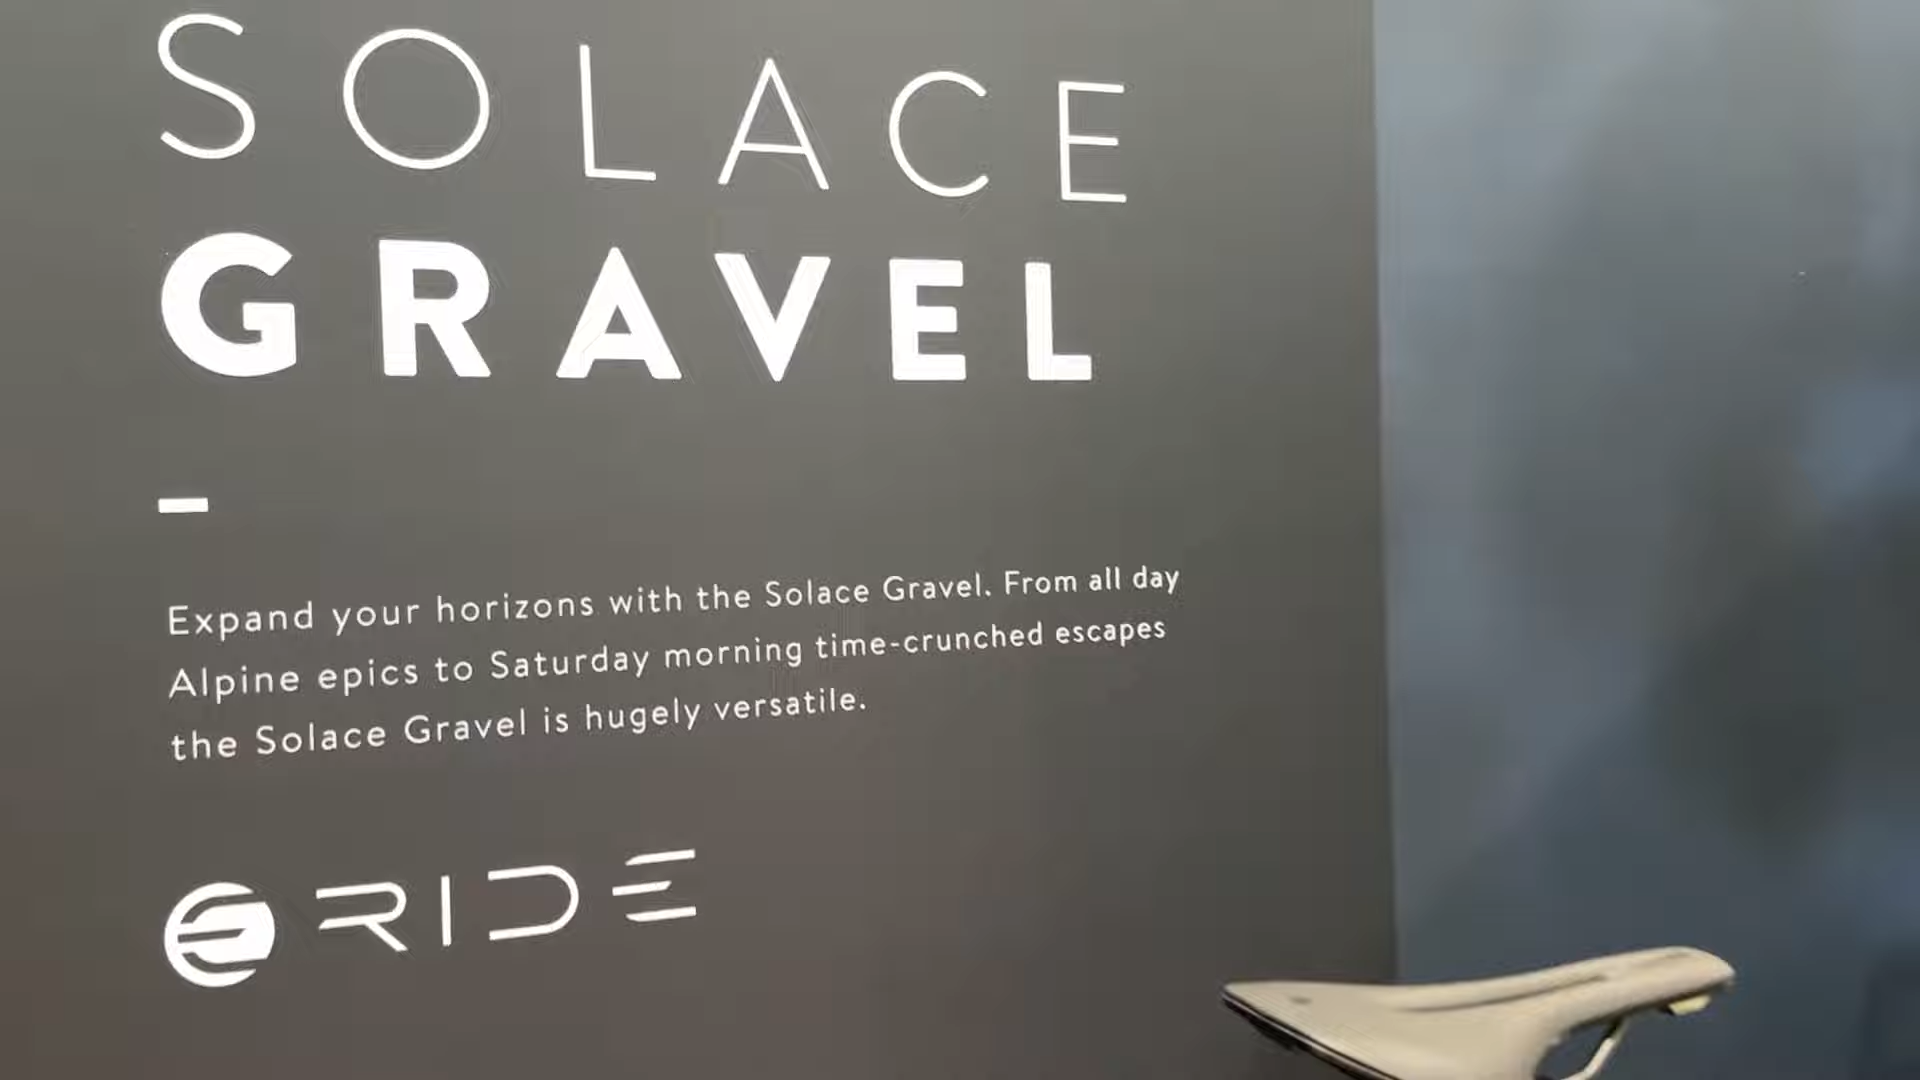 SOLACE
GRAVEL
Expand your horizons with the Solace Gravel. From all day
Alpine epics to Saturday morning time-crunched escapes
the Solace Gravel is hugely versatile.
eRIDE